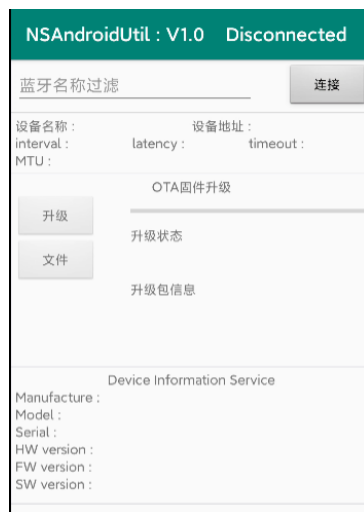 NSAndroidUtil : V1.0 Disconnected
蓝牙名称过滤 连接
设备名称 : 设备地址 :
interval : latency : timeout :
MTU :
OTA固件升级
升级
升级状态
文件
升级包信息
Device Information Service
Manufacture :
Model :
Serial :
HW version :
FW version :
SW version :